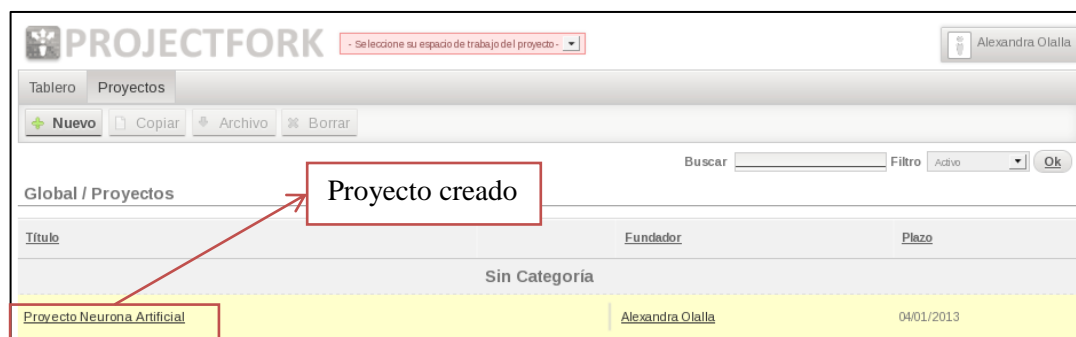 PROJECTFORK - Seleccione su espacio de trabajo del proyecto - Alexandra Olalla
Tablero Proyectos
Nuevo Copiar Archivo Borrar
Buscar Filtro Activo Ok
Global / Proyectos
Proyecto creado
Título Fundador Plazo
Sin Categoría
Proyecto Neurona Artificial Alexandra Olalla 04/01/2013